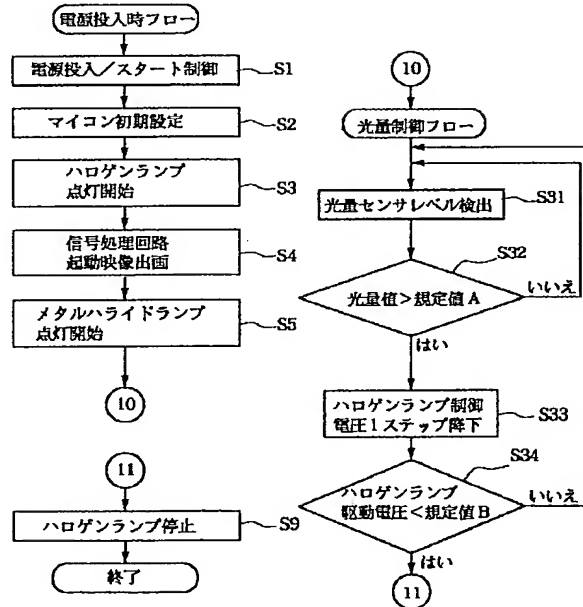 電源投入時フロー
電源投入／スタート制御
S1
マイコン初期設定
S2
ハロゲンランプ
点灯開始
S3
信号処理回路
起動映像出画
S4
メタルハライドランプ
点灯開始
S5
10
11
ハロゲンランプ停止
S9
終了
10
光量制御フロー
光量センサレベル検出
S31
S32
光量値＞規定値A
いいえ
はい
ハロゲンランプ制御
電圧1ステップ降下
S33
S34
ハロゲンランプ
駆動電圧＜規定値B
いいえ
はい
11